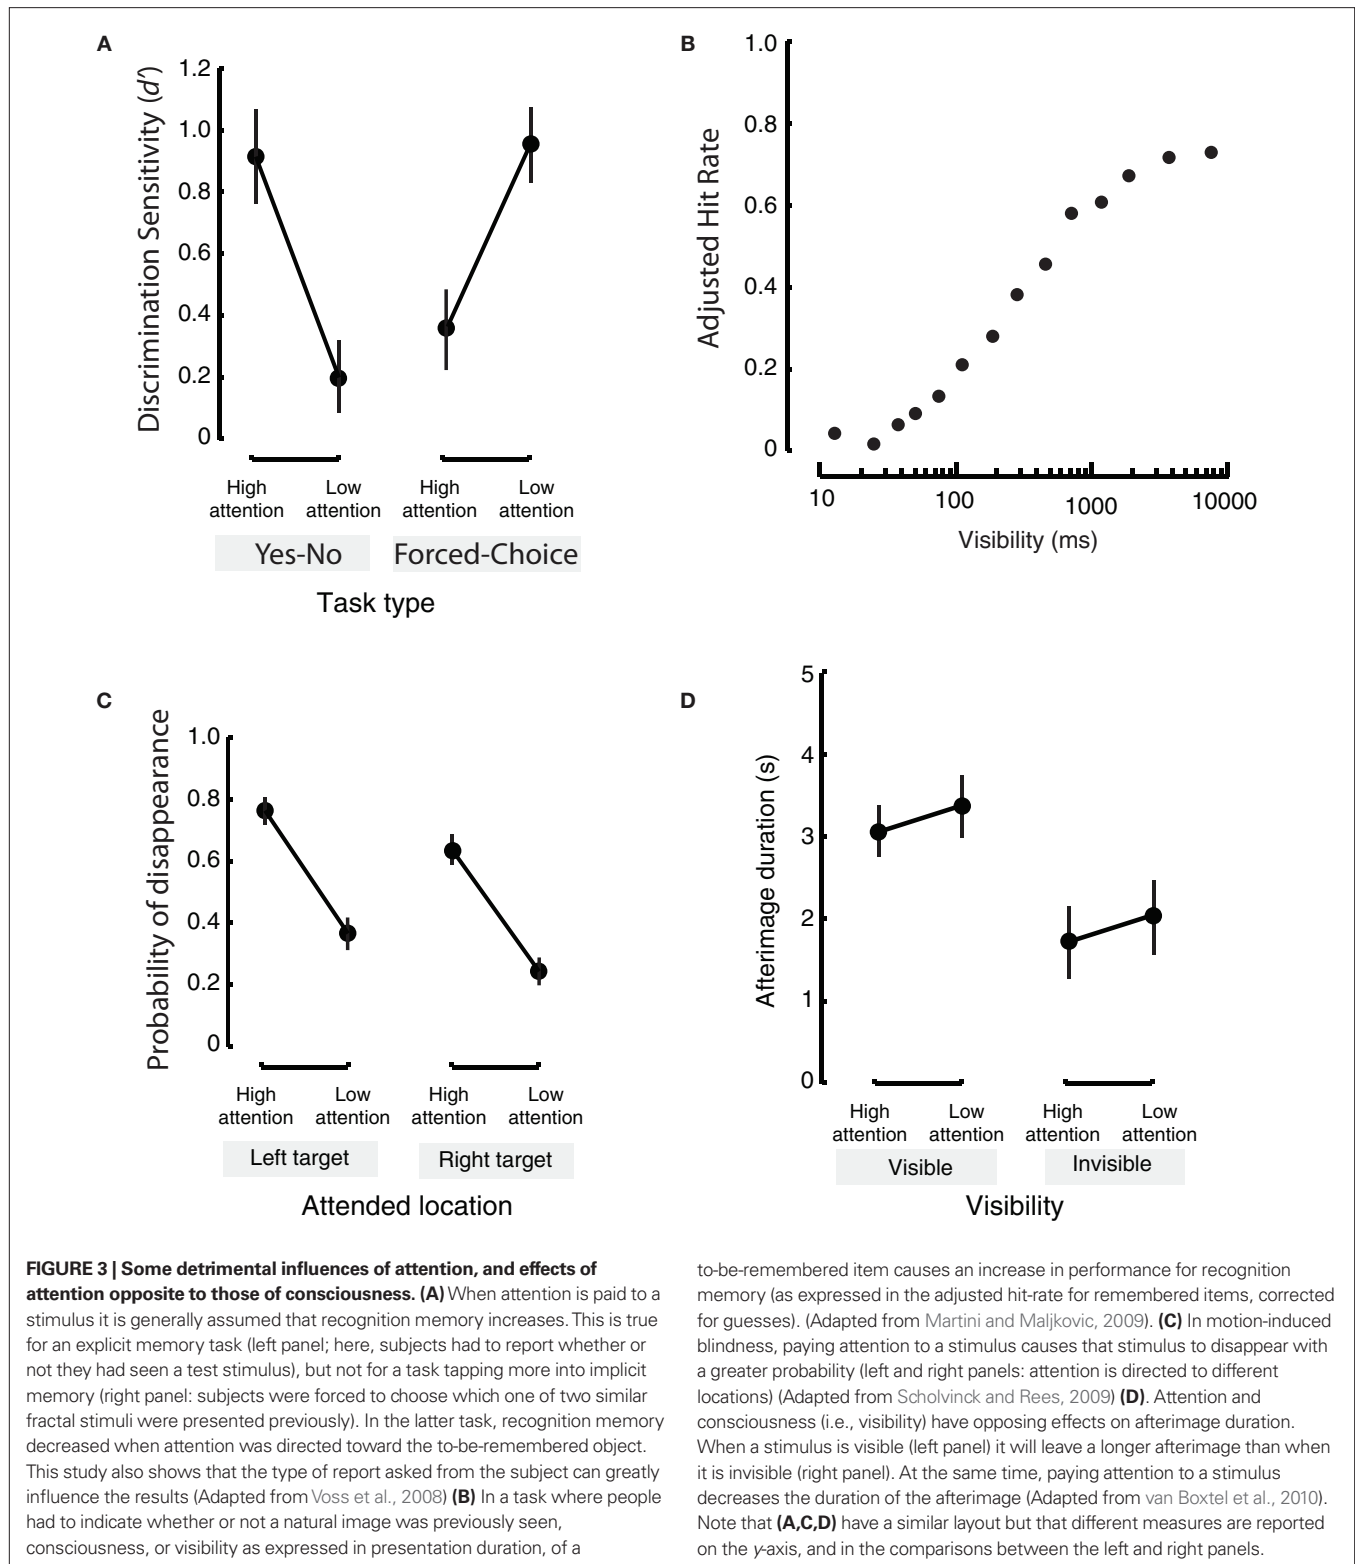 A
Discrimination Sensitivity (d')
1.2
1.0
0.8
0.6
0.4
0.2
0
High
attention
Low
attention
High
attention
Low
attention
Yes-No
Forced-Choice
Task type
B
Adjusted Hit Rate
1.0
0.8
0.6
0.4
0.2
0
10
100
1000
10000
Visibility (ms)
C
Probability of disappearance
1.0
0.8
0.6
0.4
0.2
0
High
attention
Low
attention
High
attention
Low
attention
Left target
Right target
Attended location
D
Afterimage duration (s)
5
4
3
2
1
0
High
attention
Low
attention
High
attention
Low
attention
Visible
Invisible
Visibility
FIGURE 3 | Some detrimental influences of attention, and effects of
attention opposite to those of consciousness. (A) When attention is paid to a
stimulus it is generally assumed that recognition memory increases. This is true
for an explicit memory task (left panel; here, subjects had to report whether or
not they had seen a test stimulus), but not for a task tapping more into implicit
memory (right panel: subjects were forced to choose which one of two similar
fractal stimuli were presented previously). In the latter task, recognition memory
decreased when attention was directed toward the to-be-remembered object.
This study also shows that the type of report asked from the subject can greatly
influence the results (Adapted from Voss et al., 2008) (B) In a task where people
had to indicate whether or not a natural image was previously seen,
consciousness, or visibility as expressed in presentation duration, of a
to-be-remembered item causes an increase in performance for recognition
memory (as expressed in the adjusted hit-rate for remembered items, corrected
for guesses). (Adapted from Martini and Maljkovic, 2009). (C) In motion-induced
blindness, paying attention to a stimulus causes that stimulus to disappear with
a greater probability (left and right panels: attention is directed to different
locations) (Adapted from Scholvinck and Rees, 2009) (D). Attention and
consciousness (i.e., visibility) have opposing effects on afterimage duration.
When a stimulus is visible (left panel) it will leave a longer afterimage than when
it is invisible (right panel). At the same time, paying attention to a stimulus
decreases the duration of the afterimage (Adapted from van Boxtel et al., 2010).
Note that (A,C,D) have a similar layout but that different measures are reported
on the y-axis, and in the comparisons between the left and right panels.